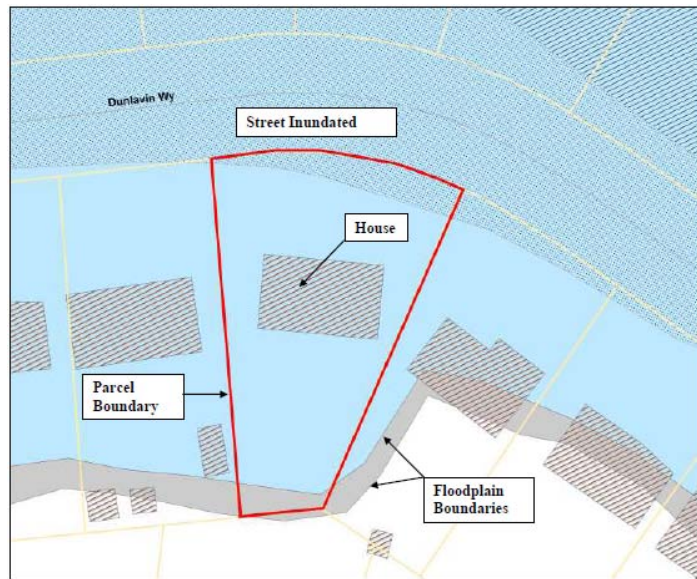 Dunlavin Wy
Street Inundated
House
Parcel
Boundary
Floodplain
Boundaries